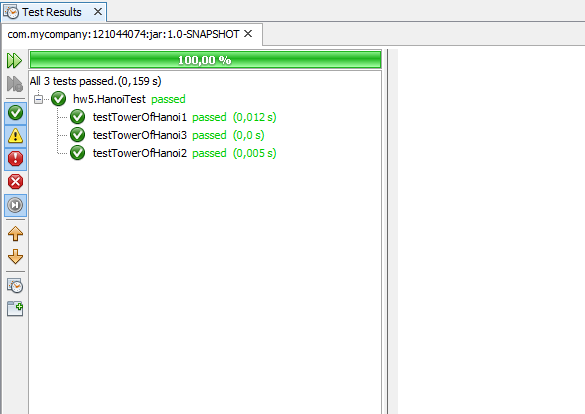 Test Results
com.mycompany:121044074:jar:1.0-SNAPSHOT
100,00 %
All 3 tests passed.(0,159 s)
hw5.HanoiTest passed
testTowerOfHanoi1 passed (0,012 s)
testTowerOfHanoi3 passed (0,0 s)
testTowerOfHanoi2 passed (0,005 s)